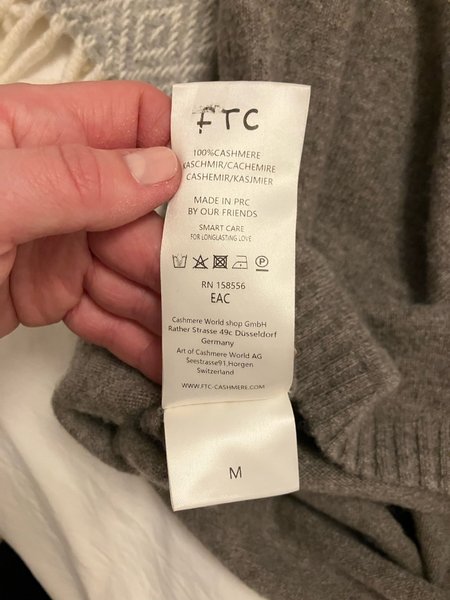 FTC
100%CASHMERE
KASCHMIR/CACHEMIRE
CASHEMIR/KASJMIER
MADE IN PRC
BY OUR FRIENDS
SMART CARE
FOR LONGLASTING LOVE
P
RN 158556
EAC
Cashmere World shop GmbH
Rather Strasse 49c Düsseldorf
Germany
Art of Cashmere World AG
Seestrasse91,Horgen
Switzerland
WWW.FTC-CASHMERE.COM
M